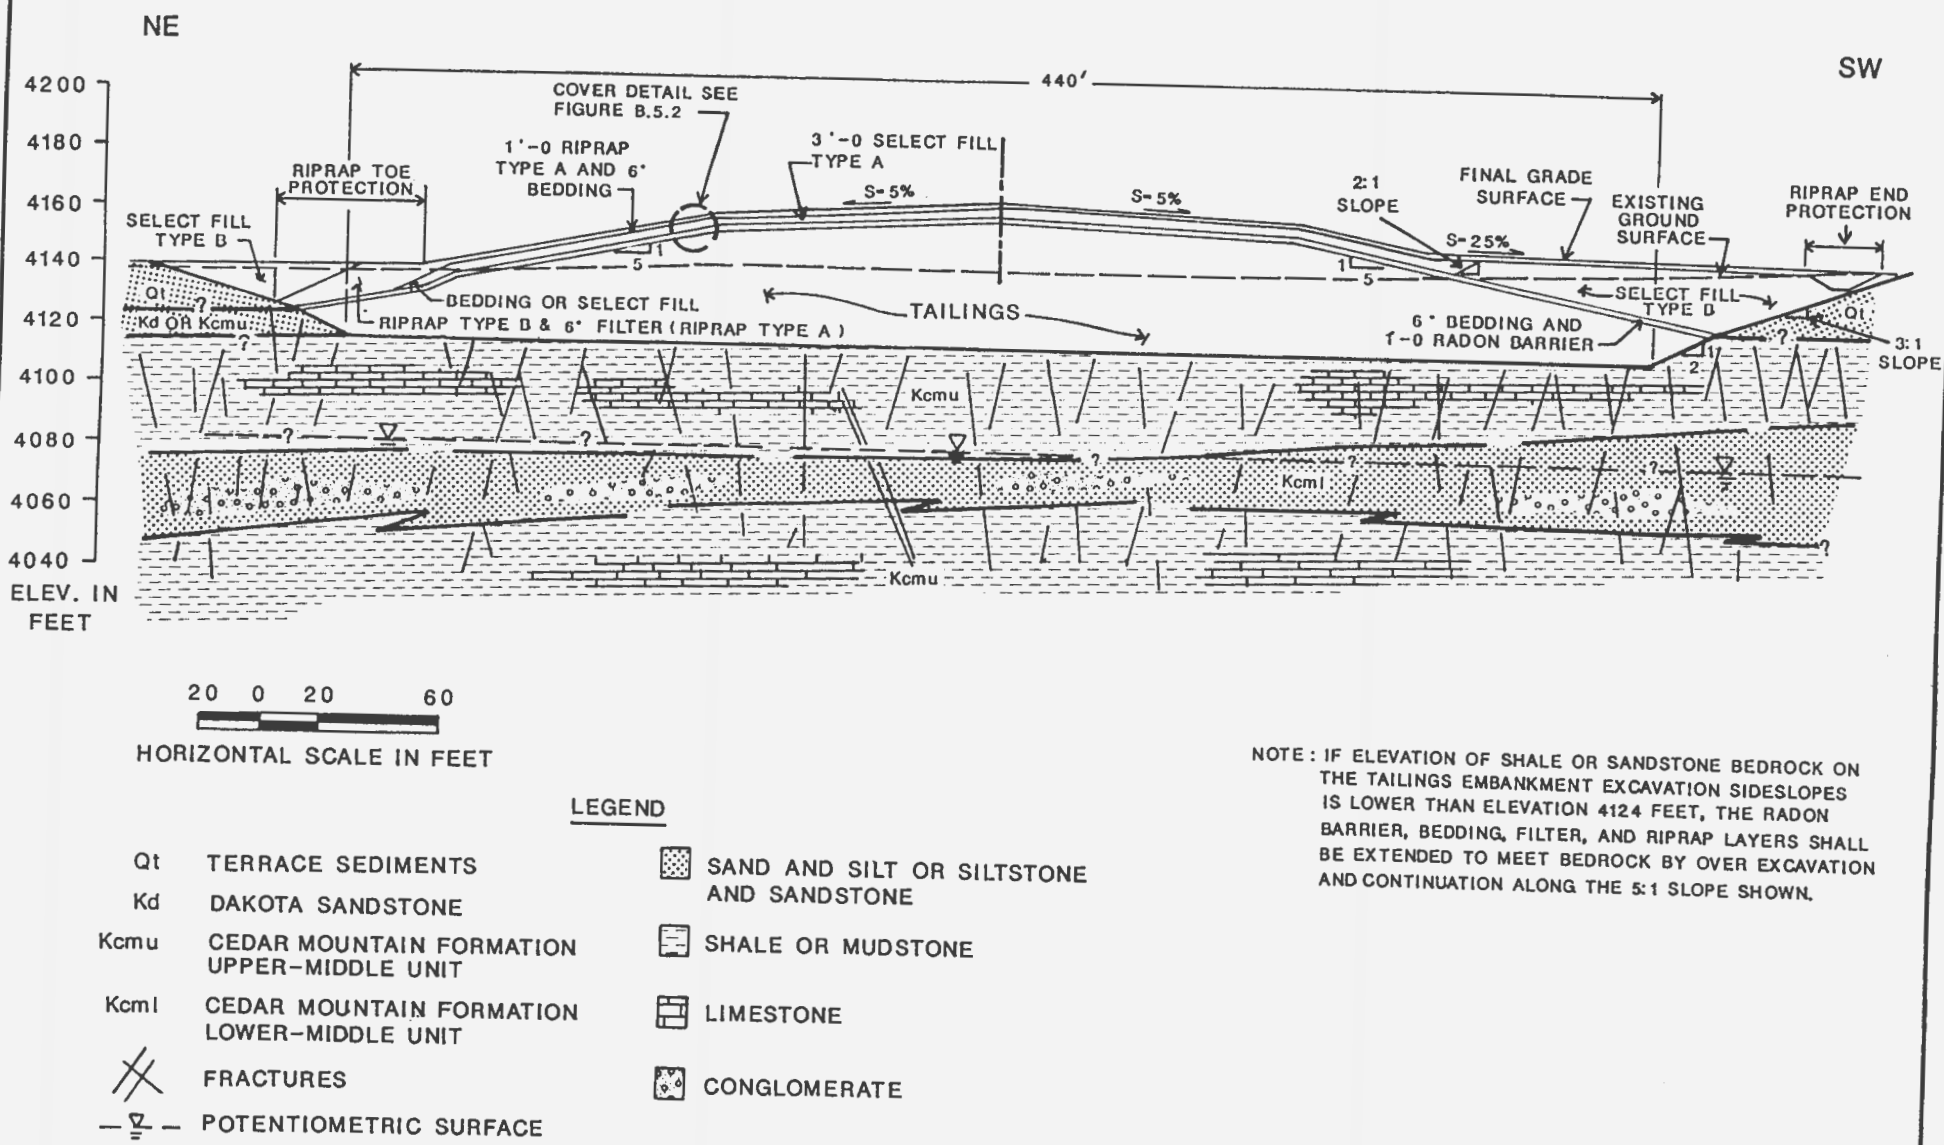 NE
SW
4200
4180
4160
4140
4120
4100
4080
4060
4040
ELEV. IN
FEET
440'
COVER DETAIL SEE
FIGURE B.5.2
1'-0 RIPRAP
TYPE A AND 6"
BEDDING
3'-0 SELECT FILL
TYPE A
RIPRAP TOE
PROTECTION
SELECT FILL
TYPE B
S=5%
S=5%
2:1
SLOPE
FINAL GRADE
SURFACE
EXISTING
GROUND
SURFACE
RIPRAP END
PROTECTION
S=25%
1
5
1
5
Qt
?
Kd OR Kcmu
?
BEDDING OR SELECT FILL
RIPRAP TYPE B & 6" FILTER (RIPRAP TYPE A)
TAILINGS
SELECT FILL
TYPE B
6" BEDDING AND
1'-0 RADON BARRIER
Qt
?
3:1
SLOPE
1
2
Kcmu
?
?
?
?
?
Kcml
?
Kcmu
20 0 20 60
HORIZONTAL SCALE IN FEET
NOTE: IF ELEVATION OF SHALE OR SANDSTONE BEDROCK ON
THE TAILINGS EMBANKMENT EXCAVATION SIDESLOPES
IS LOWER THAN ELEVATION 4124 FEET, THE RADON
BARRIER, BEDDING, FILTER, AND RIPRAP LAYERS SHALL
BE EXTENDED TO MEET BEDROCK BY OVER EXCAVATION
AND CONTINUATION ALONG THE 5:1 SLOPE SHOWN.
LEGEND
Qt TERRACE SEDIMENTS
Kd DAKOTA SANDSTONE
Kcmu CEDAR MOUNTAIN FORMATION
UPPER-MIDDLE UNIT
Kcml CEDAR MOUNTAIN FORMATION
LOWER-MIDDLE UNIT
FRACTURES
POTENTIOMETRIC SURFACE
SAND AND SILT OR SILTSTONE
AND SANDSTONE
SHALE OR MUDSTONE
LIMESTONE
CONGLOMERATE